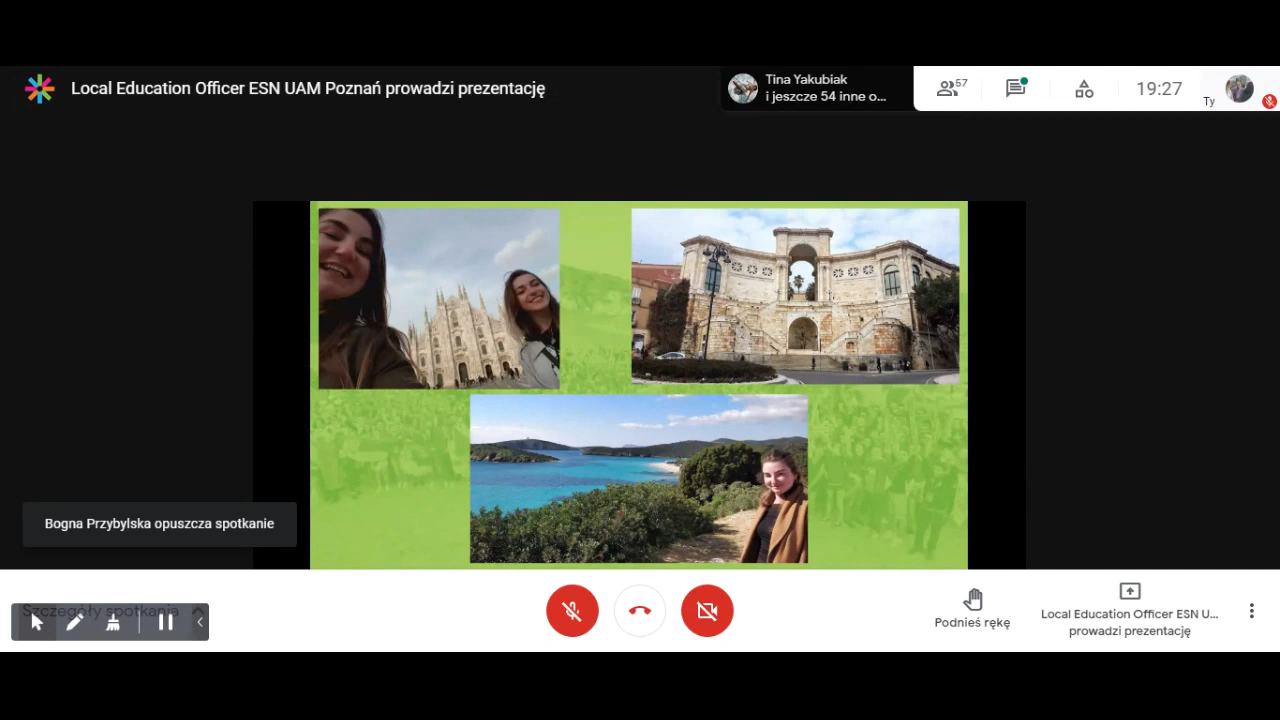 Local Education Officer ESN UAM Poznań prowadzi prezentację
Tina Yakubiak
i jeszcze 54 inne o...
57
19:27
Ty
Bogna Przybylska opuszcza spotkanie
Szczegóły spotkania
Podnieś rękę
Local Education Officer ESN U...
prowadzi prezentację